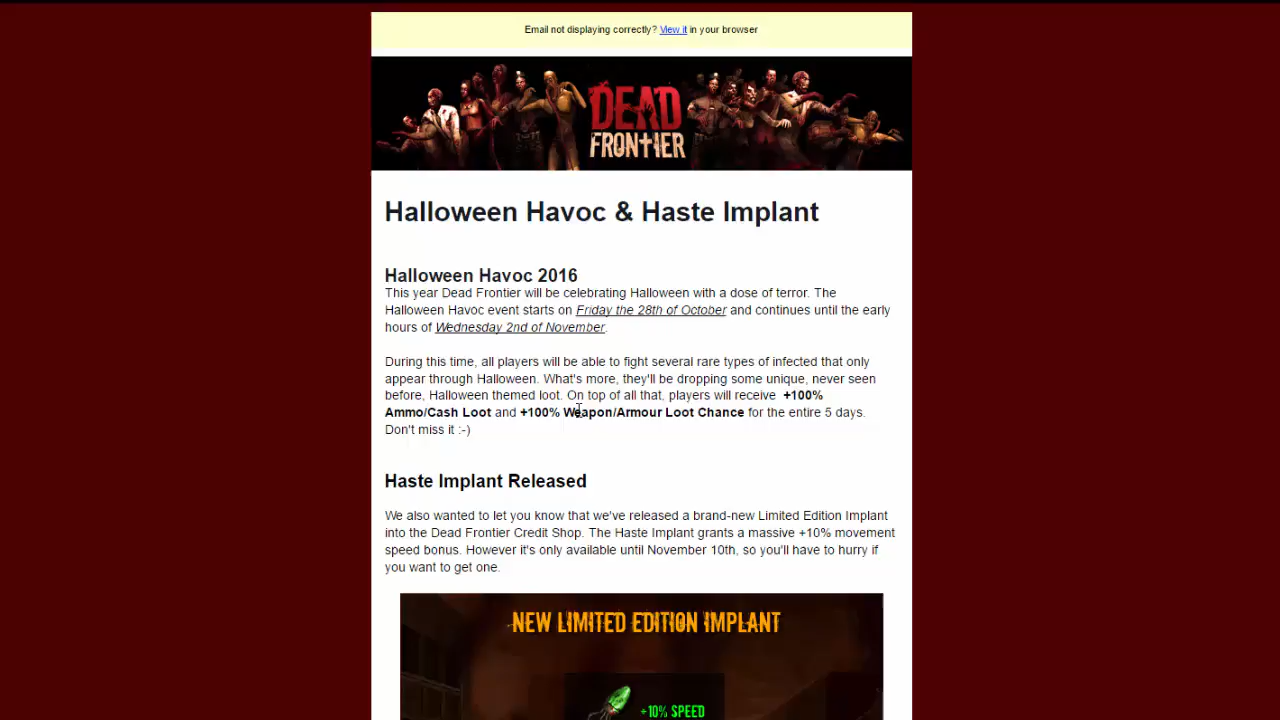 Email not displaying correctly? View it in your browser
DEAD
FRONTIER
Halloween Havoc & Haste Implant
Halloween Havoc 2016
This year Dead Frontier will be celebrating Halloween with a dose of terror. The
Halloween Havoc event starts on Friday the 28th of October and continues until the early
hours of Wednesday 2nd of November.
During this time, all players will be able to fight several rare types of infected that only
appear through Halloween. What's more, they'll be dropping some unique, never seen
before, Halloween themed loot. On top of all that, players will receive +100%
Ammo/Cash Loot and +100% Weapon/Armour Loot Chance for the entire 5 days.
Don't miss it :-)
Haste Implant Released
We also wanted to let you know that we've released a brand-new Limited Edition Implant
into the Dead Frontier Credit Shop. The Haste Implant grants a massive +10% movement
speed bonus. However it's only available until November 10th, so you'll have to hurry if
you want to get one.
NEW LIMITED EDITION IMPLANT
+10% SPEED